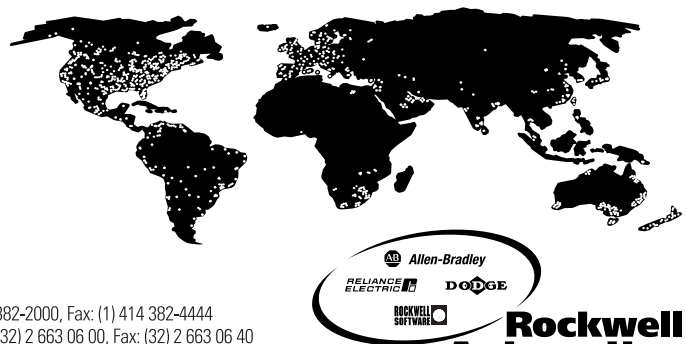 AB Allen-Bradley
RELIANCE ELECTRIC
DODGE
ROCKWELL SOFTWARE
382-2000, Fax: (1) 414 382-4444
32) 2 663 06 00, Fax: (32) 2 663 06 40
Rockwell